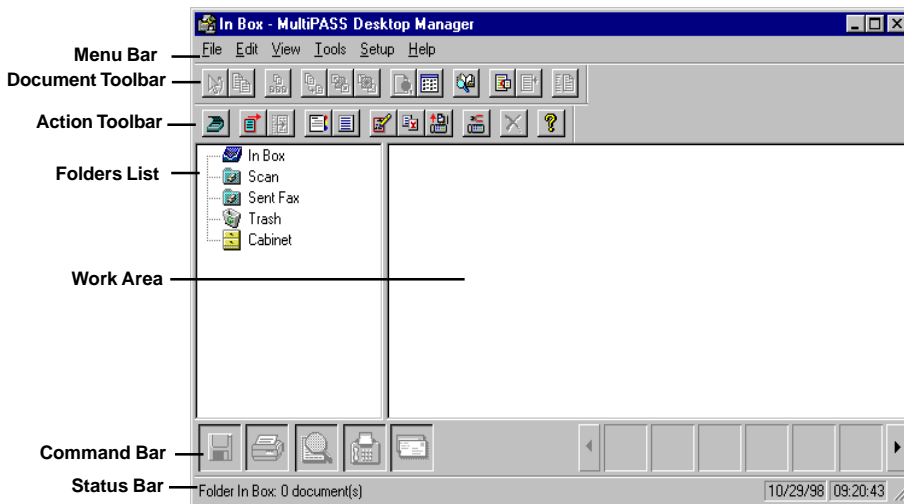 In Box - MultiPASS Desktop Manager
Menu Bar
File Edit View Tools Setup Help
Document Toolbar
Action Toolbar
Folders List
In Box
Scan
Sent Fax
Trash
Cabinet
Work Area
Command Bar
Status Bar
Folder In Box: 0 document(s)
10/29/98 09:20:43